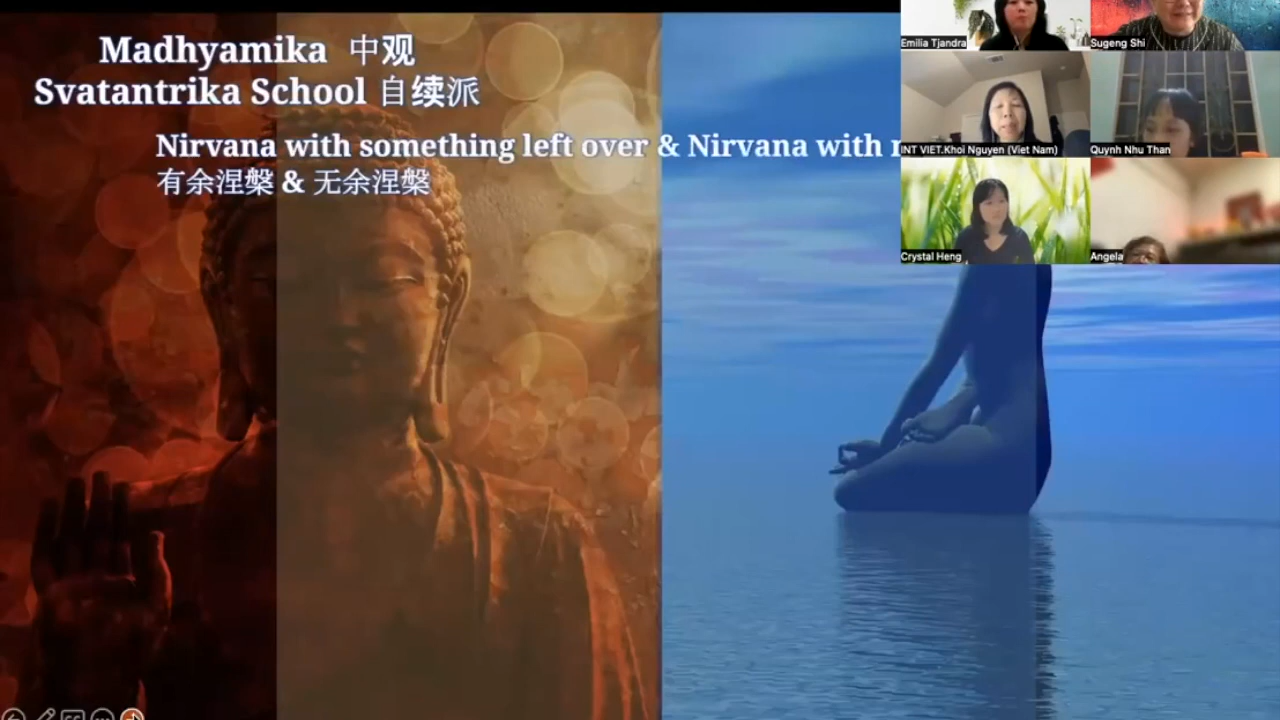 Madhyamika 中观
Svatantrika School 自续派
Nirvana with something left over & Nirvana with
有余涅槃 & 无余涅槃
Emilia Tjandra
Sugeng Shi
INT VIET.Khoi Nguyen (Viet Nam)
Quynh Nhu Than
Crystal Heng
Angela